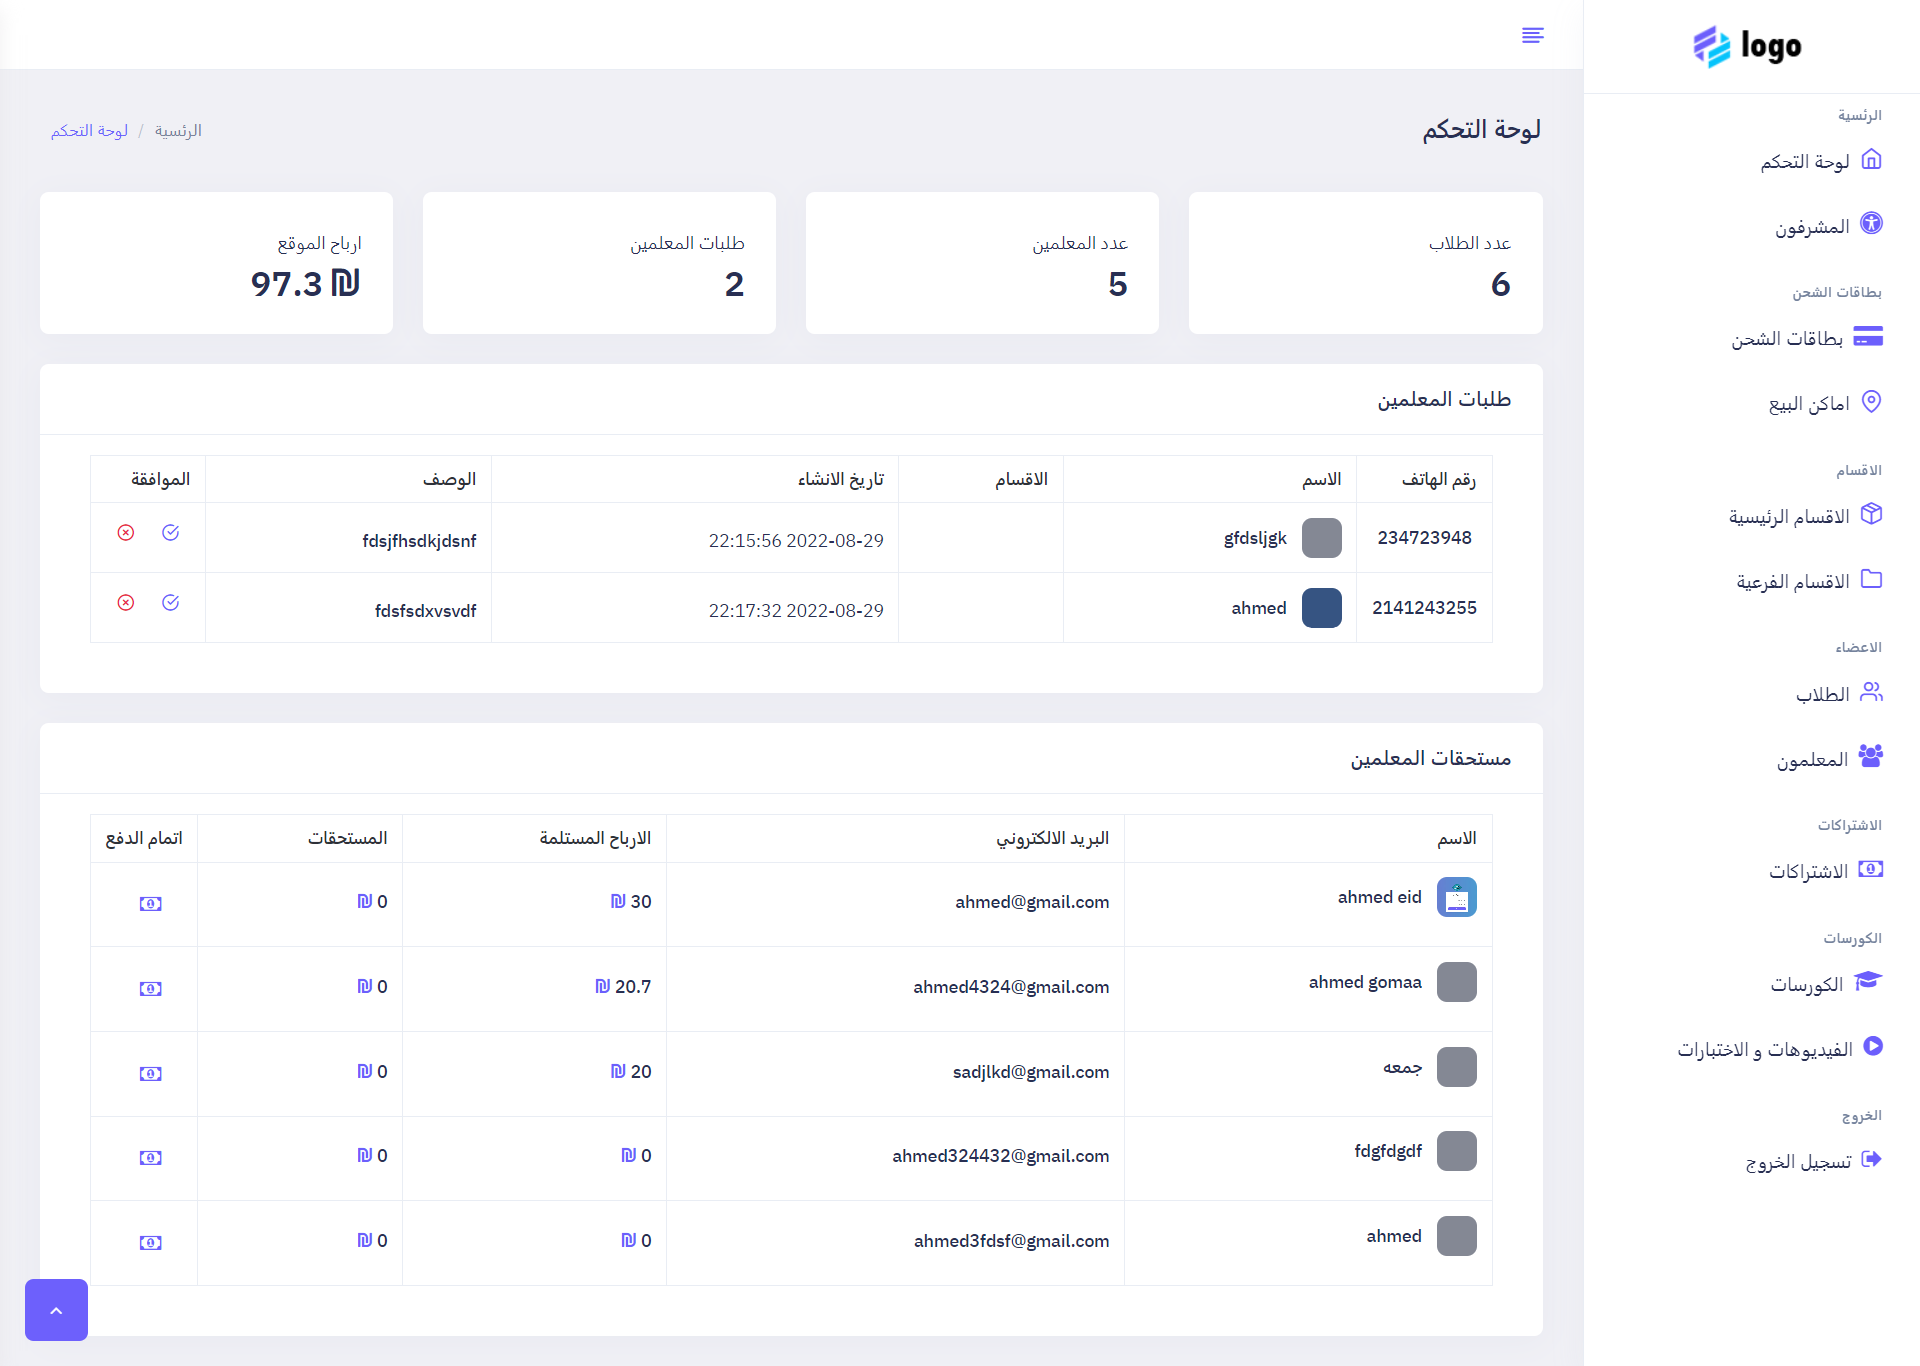 logo
الرئسية
لوحة التحكم
المشرفون
بطاقات الشحن
بطاقات الشحن
اماكن البيع
الاقسام
الاقسام الرئيسية
الاقسام الفرعية
الاعضاء
الطلاب
المعلمون
الاشتراكات
الاشتراكات
الكورسات
الكورسات
الفيديوهات و الاختبارات
الخروج
تسجيل الخروج
لوحة التحكم
الرئسية / لوحة التحكم
عدد الطلاب
6
عدد المعلمين
5
طلبات المعلمين
2
ارباح الموقع
97.3 ₪
طلبات المعلمين
رقم الهاتف الاسم الاقسام تاريخ الانشاء الوصف الموافقة
234723948 gfdsljgk 2022-08-29 22:15:56 fdsjfhsdkjdsnf
2141243255 ahmed 2022-08-29 22:17:32 fdsfsdxvsvdf
مستحقات المعلمين
الاسم البريد الالكتروني الارباح المستلمة المستحقات اتمام الدفع
ahmed eid ahmed@gmail.com 30 ₪ 0 ₪
ahmed gomaa ahmed4324@gmail.com 20.7 ₪ 0 ₪
جمعه sadjlkd@gmail.com 20 ₪ 0 ₪
fdgfdgdf ahmed324432@gmail.com 0 ₪ 0 ₪
ahmed ahmed3fdsf@gmail.com 0 ₪ 0 ₪